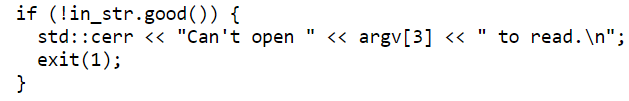 if (!in_str.good()) {
  std::cerr << "Can't open " << argv[3] << " to read.\n";
  exit(1);
}